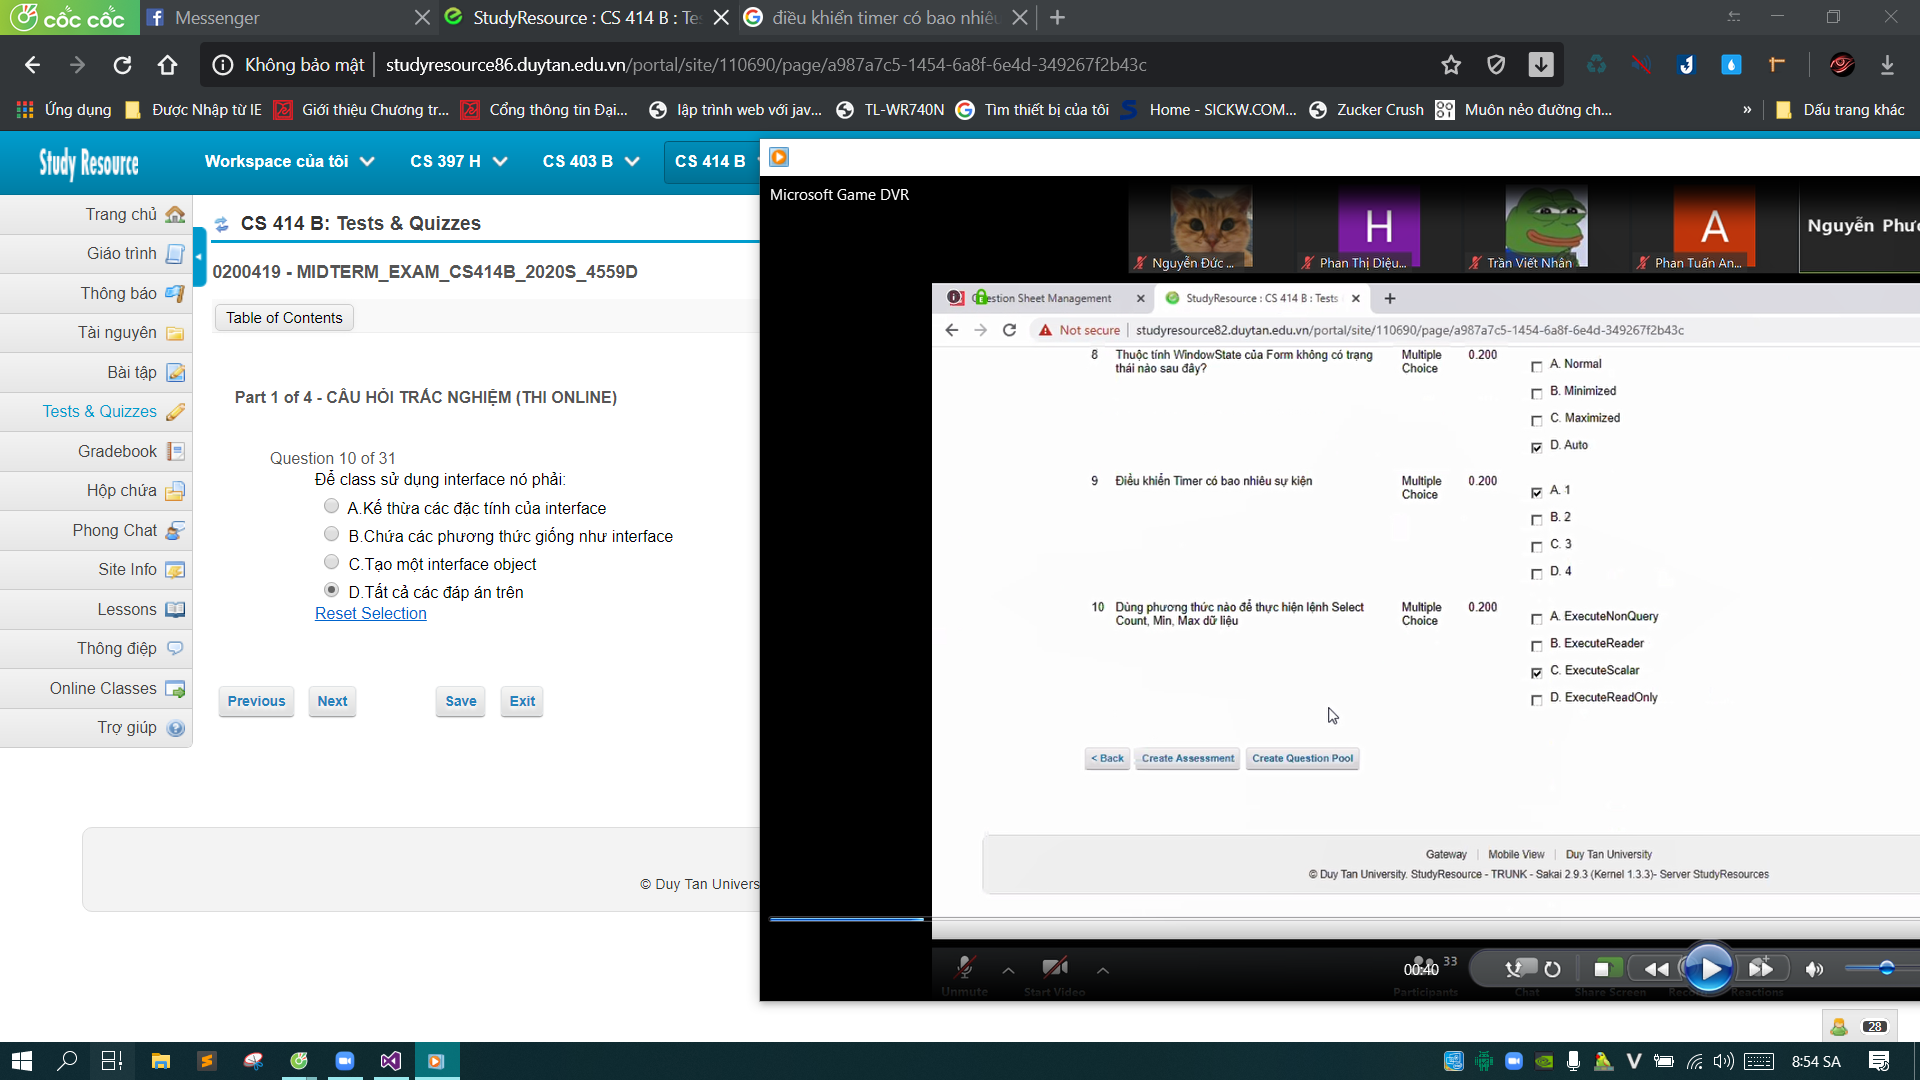 cốc cốc
Messenger
StudyResource : CS 414 B : Te
điều khiển timer có bao nhiêu
Không bảo mật
studyresource86.duytan.edu.vn/portal/site/110690/page/a987a7c5-1454-6a8f-6e4d-349267f2b43c
Ứng dụng
Được Nhập từ IE
Giới thiệu Chương tr...
Cổng thông tin Đại...
lập trình web với jav...
TL-WR740N
Tìm thiết bị của tôi
Home - SICKW.COM...
Zucker Crush
Muôn nẻo đường ch...
»
Dấu trang khác
Study Resource
Workspace của tôi
CS 397 H
CS 403 B
CS 414 B
Trang chủ
Giáo trình
Thông báo
Tài nguyên
Bài tập
Tests & Quizzes
Gradebook
Hộp chứa
Phong Chat
Site Info
Lessons
Thông điệp
Online Classes
Trợ giúp
CS 414 B: Tests & Quizzes
0200419 - MIDTERM_EXAM_CS414B_2020S_4559D
Table of Contents
Part 1 of 4 - CÂU HỎI TRẮC NGHIỆM (THI ONLINE)
Question 10 of 31
Để class sử dụng interface nó phải:
A.Kế thừa các đặc tính của interface
B.Chứa các phương thức giống như interface
C.Tạo một interface object
D.Tất cả các đáp án trên
Reset Selection
Previous
Next
Save
Exit
© Duy Tan Univers
Microsoft Game DVR
H
A
Nguyễn Đức ...
Phan Thị Diệu...
Trần Viết Nhân
Phan Tuấn An...
Nguyễn Phươ
estion Sheet Management
StudyResource : CS 414 B : Tests
Not secure
studyresource82.duytan.edu.vn/portal/site/110690/page/a987a7c5-1454-6a8f-6e4d-349267f2b43c
8 Thuộc tính WindowState của Form không có trạng thái nào sau đây?
Multiple Choice
0.200
A. Normal
B. Minimized
C. Maximized
D. Auto
9 Điều khiển Timer có bao nhiêu sự kiện
Multiple Choice
0.200
A. 1
B. 2
C. 3
D. 4
10 Dùng phương thức nào để thực hiện lệnh Select Count, Min, Max dữ liệu
Multiple Choice
0.200
A. ExecuteNonQuery
B. ExecuteReader
C. ExecuteScalar
D. ExecuteReadOnly
< Back
Create Assessment
Create Question Pool
Gateway | Mobile View | Duy Tan University
© Duy Tan University. StudyResource - TRUNK - Sakai 2.9.3 (Kernel 1.3.3)- Server StudyResources
00:40
33
Unmute
Start Video
Participants
Chat
Share Screen
Reactions
28
8:54 SA